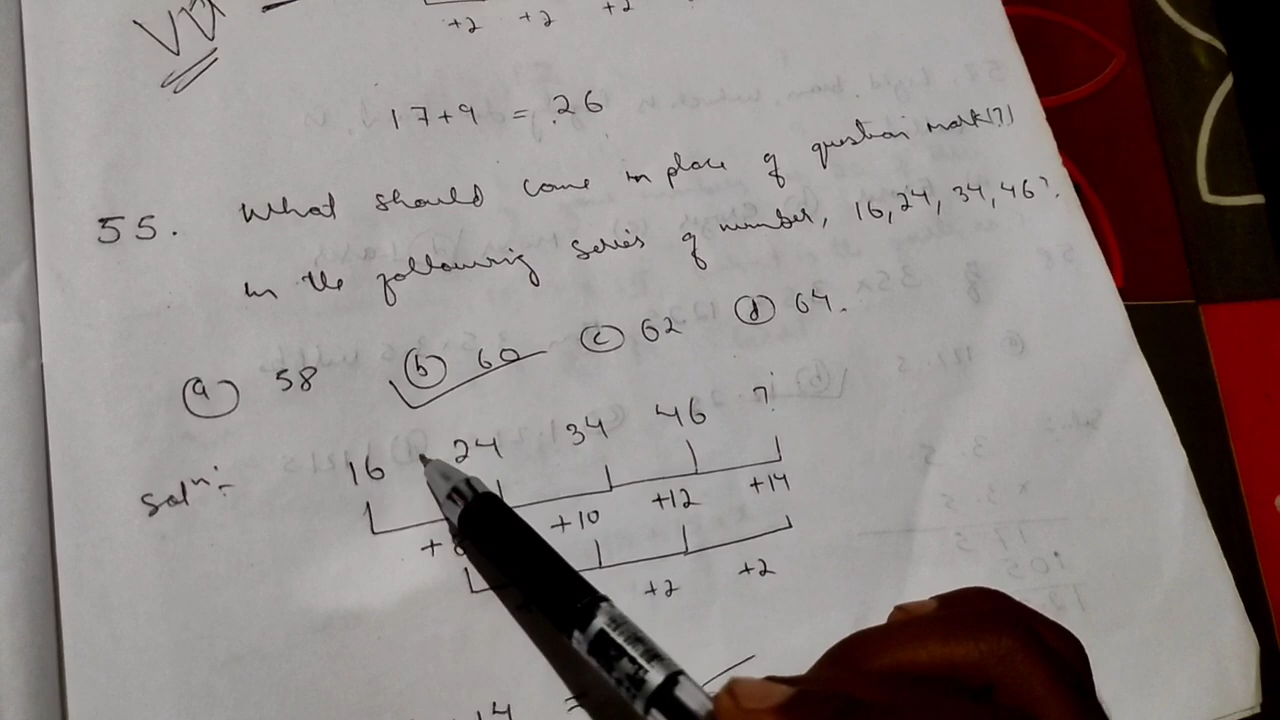 +2 +2 +2
17+9 = 26
55. What should come in place of question mark(?)
in the following series of number, 16, 24, 34, 46?.
(a) 58 (b) 60 (c) 62 (d) 64.
Solⁿ:- 16 24 34 46 ?
+10 +12 +14
+2 +2
14 =